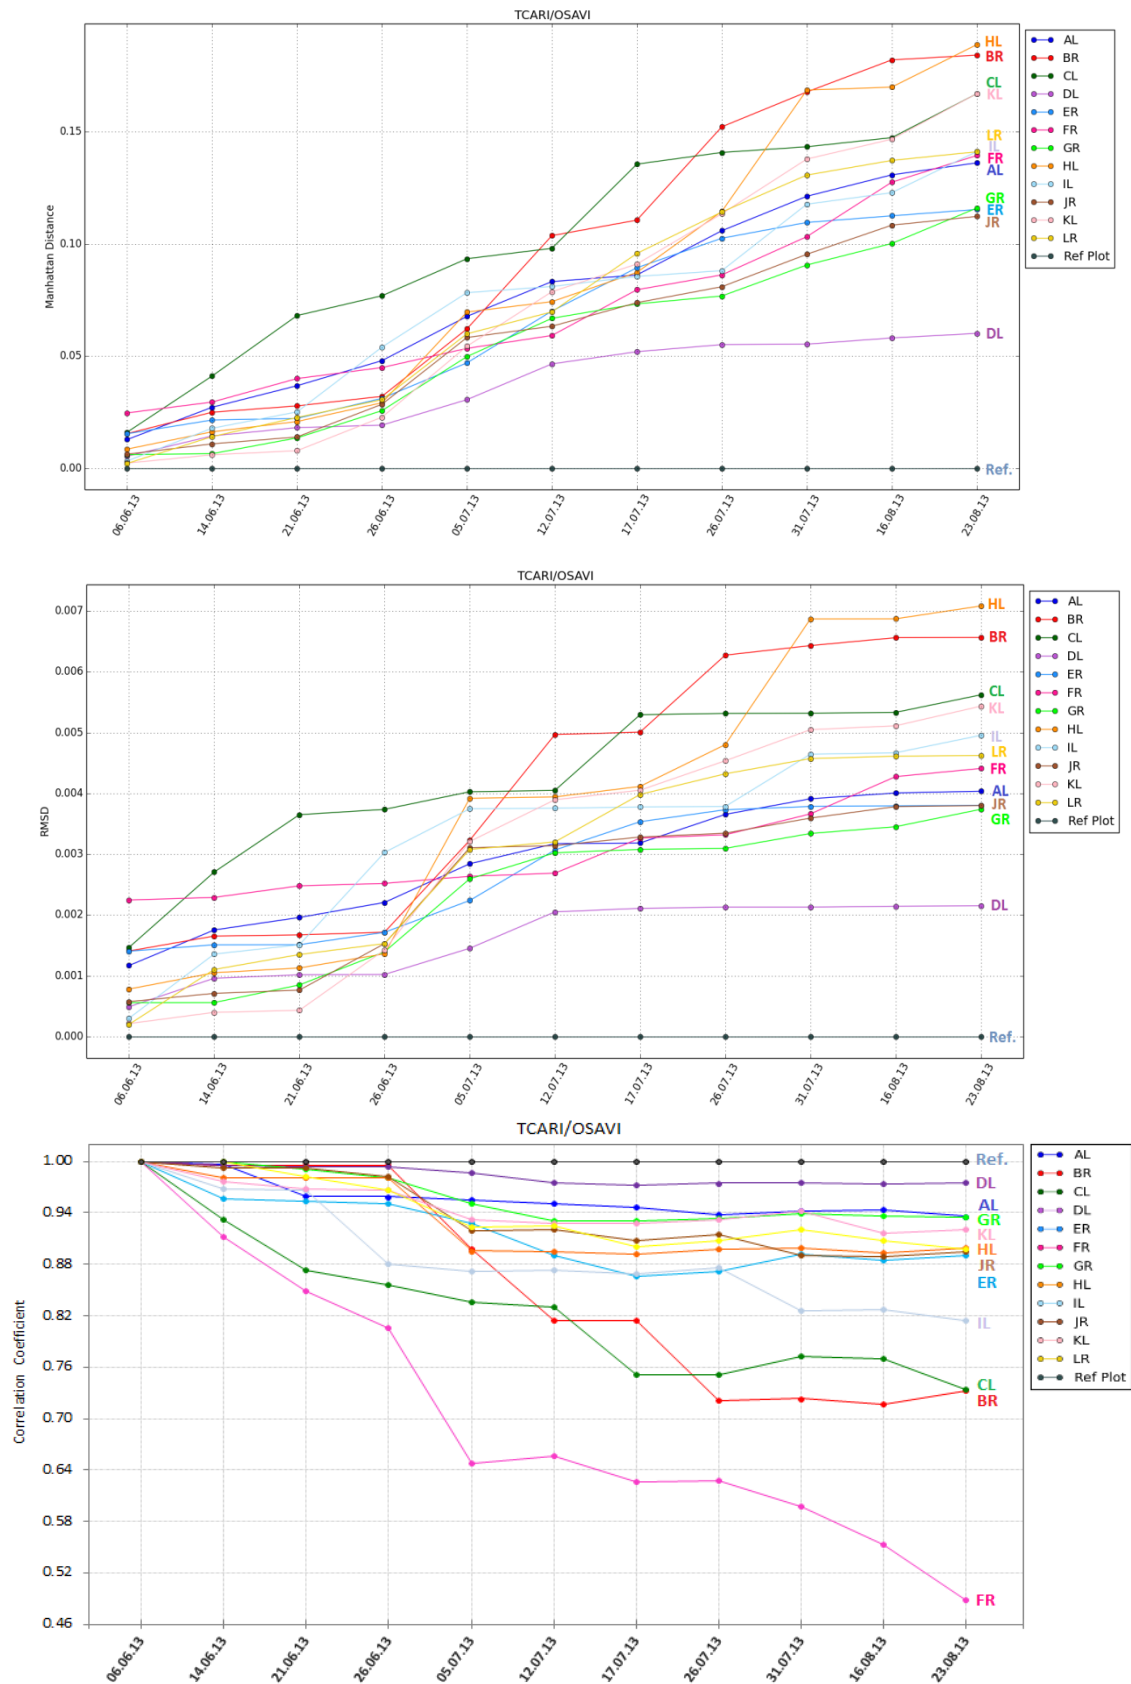 TCARI/OSAVI
Manhattan Distance
0.15
0.10
0.05
0.00
HL
BR
CL
KL
LR
IL
FR
AL
GR
ER
JR
DL
Ref.
AL
BR
CL
DL
ER
FR
GR
HL
IL
JR
KL
LR
Ref Plot
06.06.13 14.06.13 21.06.13 26.06.13 05.07.13 12.07.13 17.07.13 26.07.13 31.07.13 16.08.13 23.08.13
TCARI/OSAVI
RMSD
0.007
0.006
0.005
0.004
0.003
0.002
0.001
0.000
HL
BR
CL
KL
IL
LR
FR
AL
JR
GR
DL
Ref.
AL
BR
CL
DL
ER
FR
GR
HL
IL
JR
KL
LR
Ref Plot
06.06.13 14.06.13 21.06.13 26.06.13 05.07.13 12.07.13 17.07.13 26.07.13 31.07.13 16.08.13 23.08.13
TCARI/OSAVI
Correlation Coefficient
1.00
0.94
0.88
0.82
0.76
0.70
0.64
0.58
0.52
0.46
Ref.
DL
AL
GR
KL
HL
JR
ER
IL
CL
BR
FR
AL
BR
CL
DL
ER
FR
GR
HL
IL
JR
KL
LR
Ref Plot
06.06.13 14.06.13 21.06.13 26.06.13 05.07.13 12.07.13 17.07.13 26.07.13 31.07.13 16.08.13 23.08.13